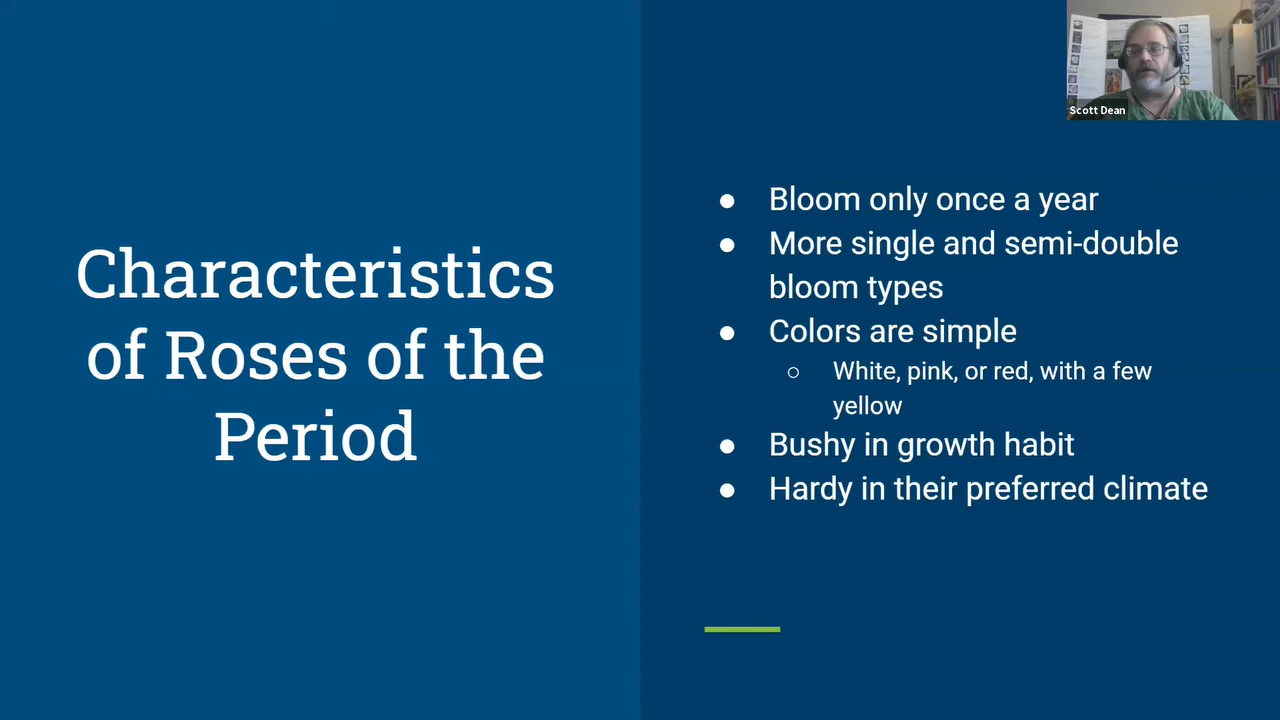 Scott Dean
Characteristics
of Roses of the
Period
● Bloom only once a year
● More single and semi-double
bloom types
● Colors are simple
○ White, pink, or red, with a few
yellow
● Bushy in growth habit
● Hardy in their preferred climate